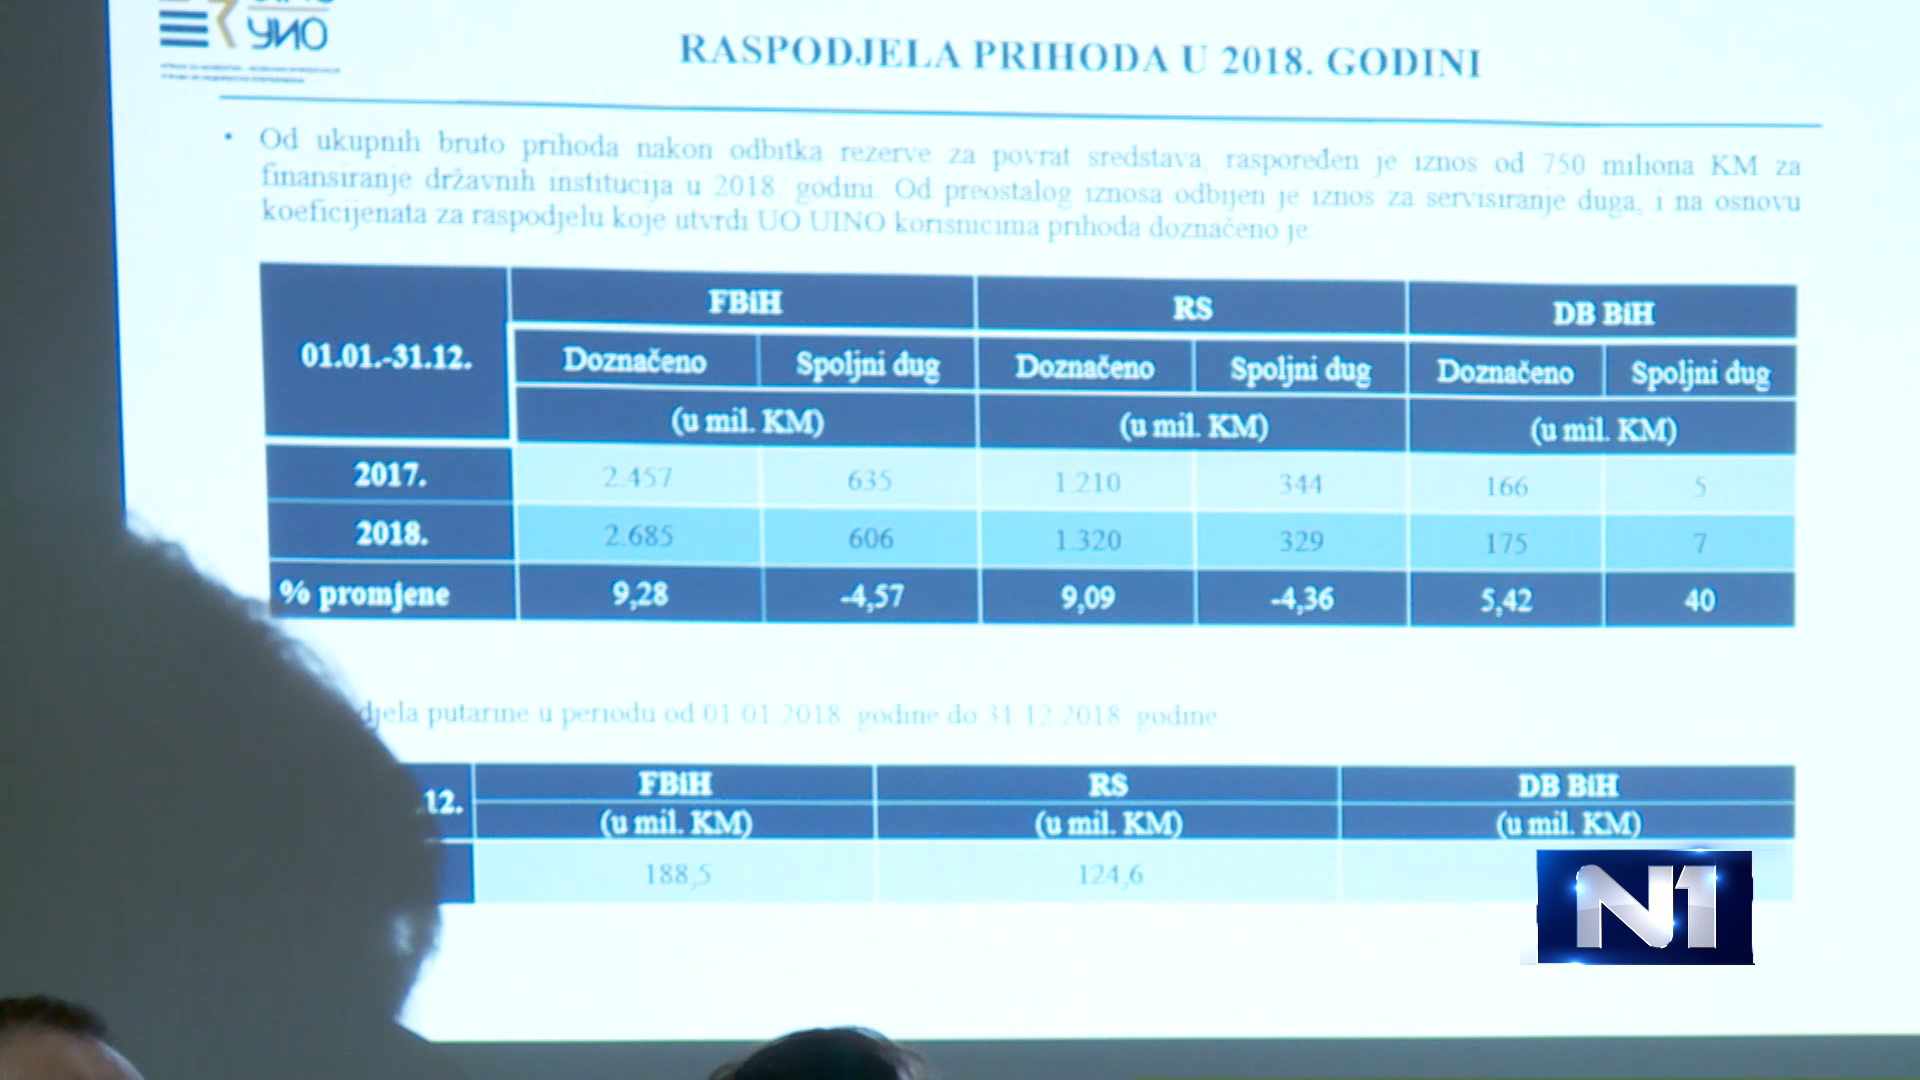 УИО
RASPODJELA PRIHODA U 2018. GODINI
• Od ukupnih bruto prihoda nakon odbitka rezerve za povrat sredstava, raspoređen je iznos od 750 miliona KM za
finansiranje državnih institucija u 2018. godini. Od preostalog iznosa odbijen je iznos za servisiranje duga, i na osnovu
koeficijenata za raspodjelu koje utvrdi UO UINO korisnicima prihoda doznačeno je:
01.01.-31.12. FBiH RS DB BiH
Doznačeno Spoljni dug Doznačeno Spoljni dug Doznačeno Spoljni dug
(u mil. KM) (u mil. KM) (u mil. KM)
2017. 2.457 635 1.210 344 166 5
2018. 2.685 606 1.320 329 175 7
% promjene 9,28 -4,57 9,09 -4,36 5,42 40
djela putarine u periodu od 01.01.2018. godine do 31.12.2018. godine
.12. FBiH RS DB BiH
(u mil. KM) (u mil. KM) (u mil. KM)
188,5 124,6
N1